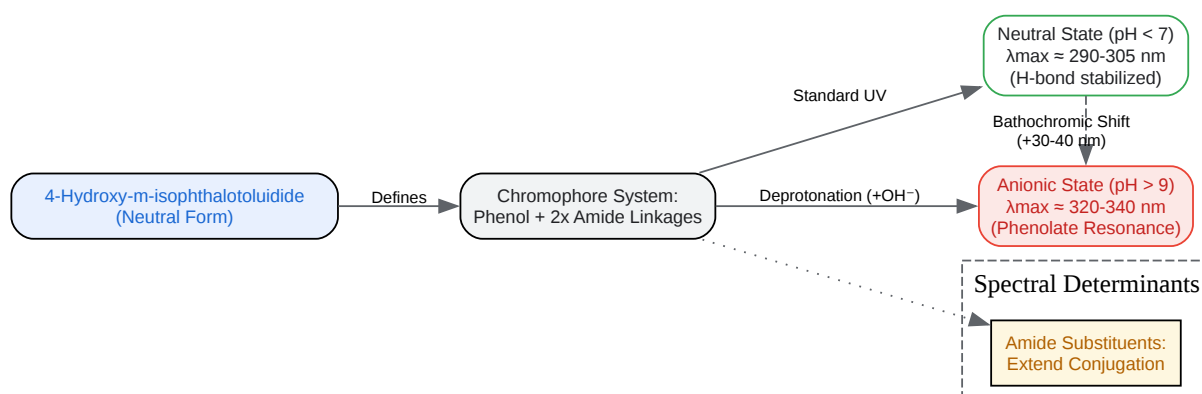 4-Hydroxy-m-isophthalotoluidide
(Neutral Form)
Defines
Chromophore System:
Phenol + 2x Amide Linkages
Standard UV
Deprotonation (+OH⁻)
Neutral State (pH < 7)
λmax ≈ 290-305 nm
(H-bond stabilized)
Bathochromic Shift
(+30-40 nm)
Anionic State (pH > 9)
λmax ≈ 320-340 nm
(Phenolate Resonance)
Spectral Determinants
Amide Substituents:
Extend Conjugation